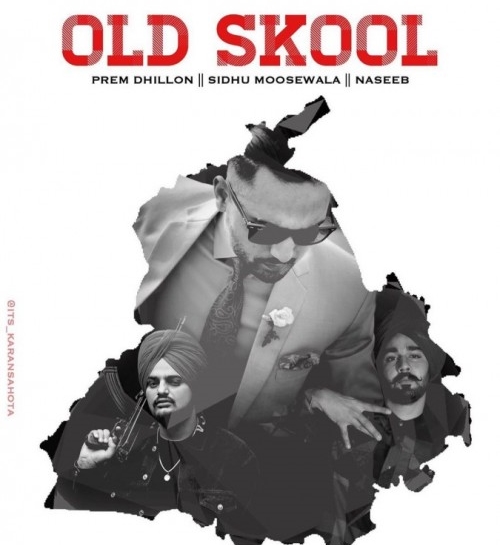 OLD SKOOL
PREM DHILLON || SIDHU MOOSEWALA || NASEEB
@ITS_KARANSAHOTA